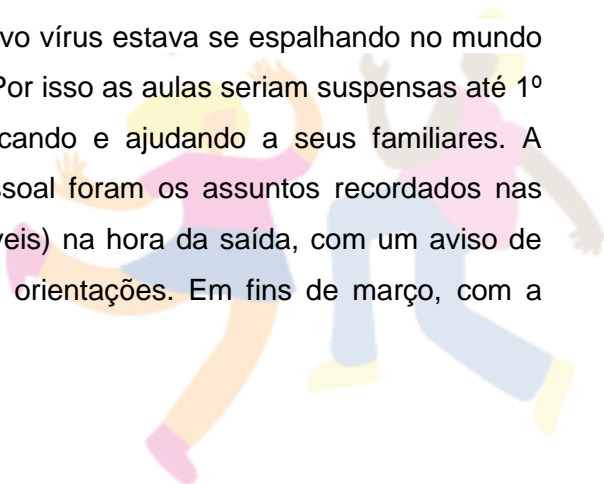 vo vírus estava se espalhando no mundo
Por isso as aulas seriam suspensas até 1º
cando e ajudando a seus familiares. A
ssoal foram os assuntos recordados nas
veis) na hora da saída, com um aviso de
orientações. Em fins de março, com a